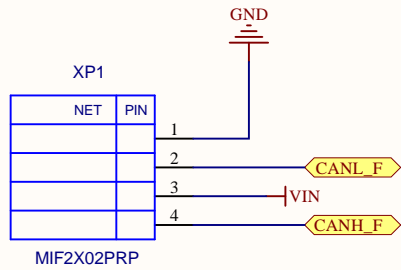 GND
XP1
NET PIN
1
2 CANL_F
3 VIN
4 CANH_F
MIF2X02PRP